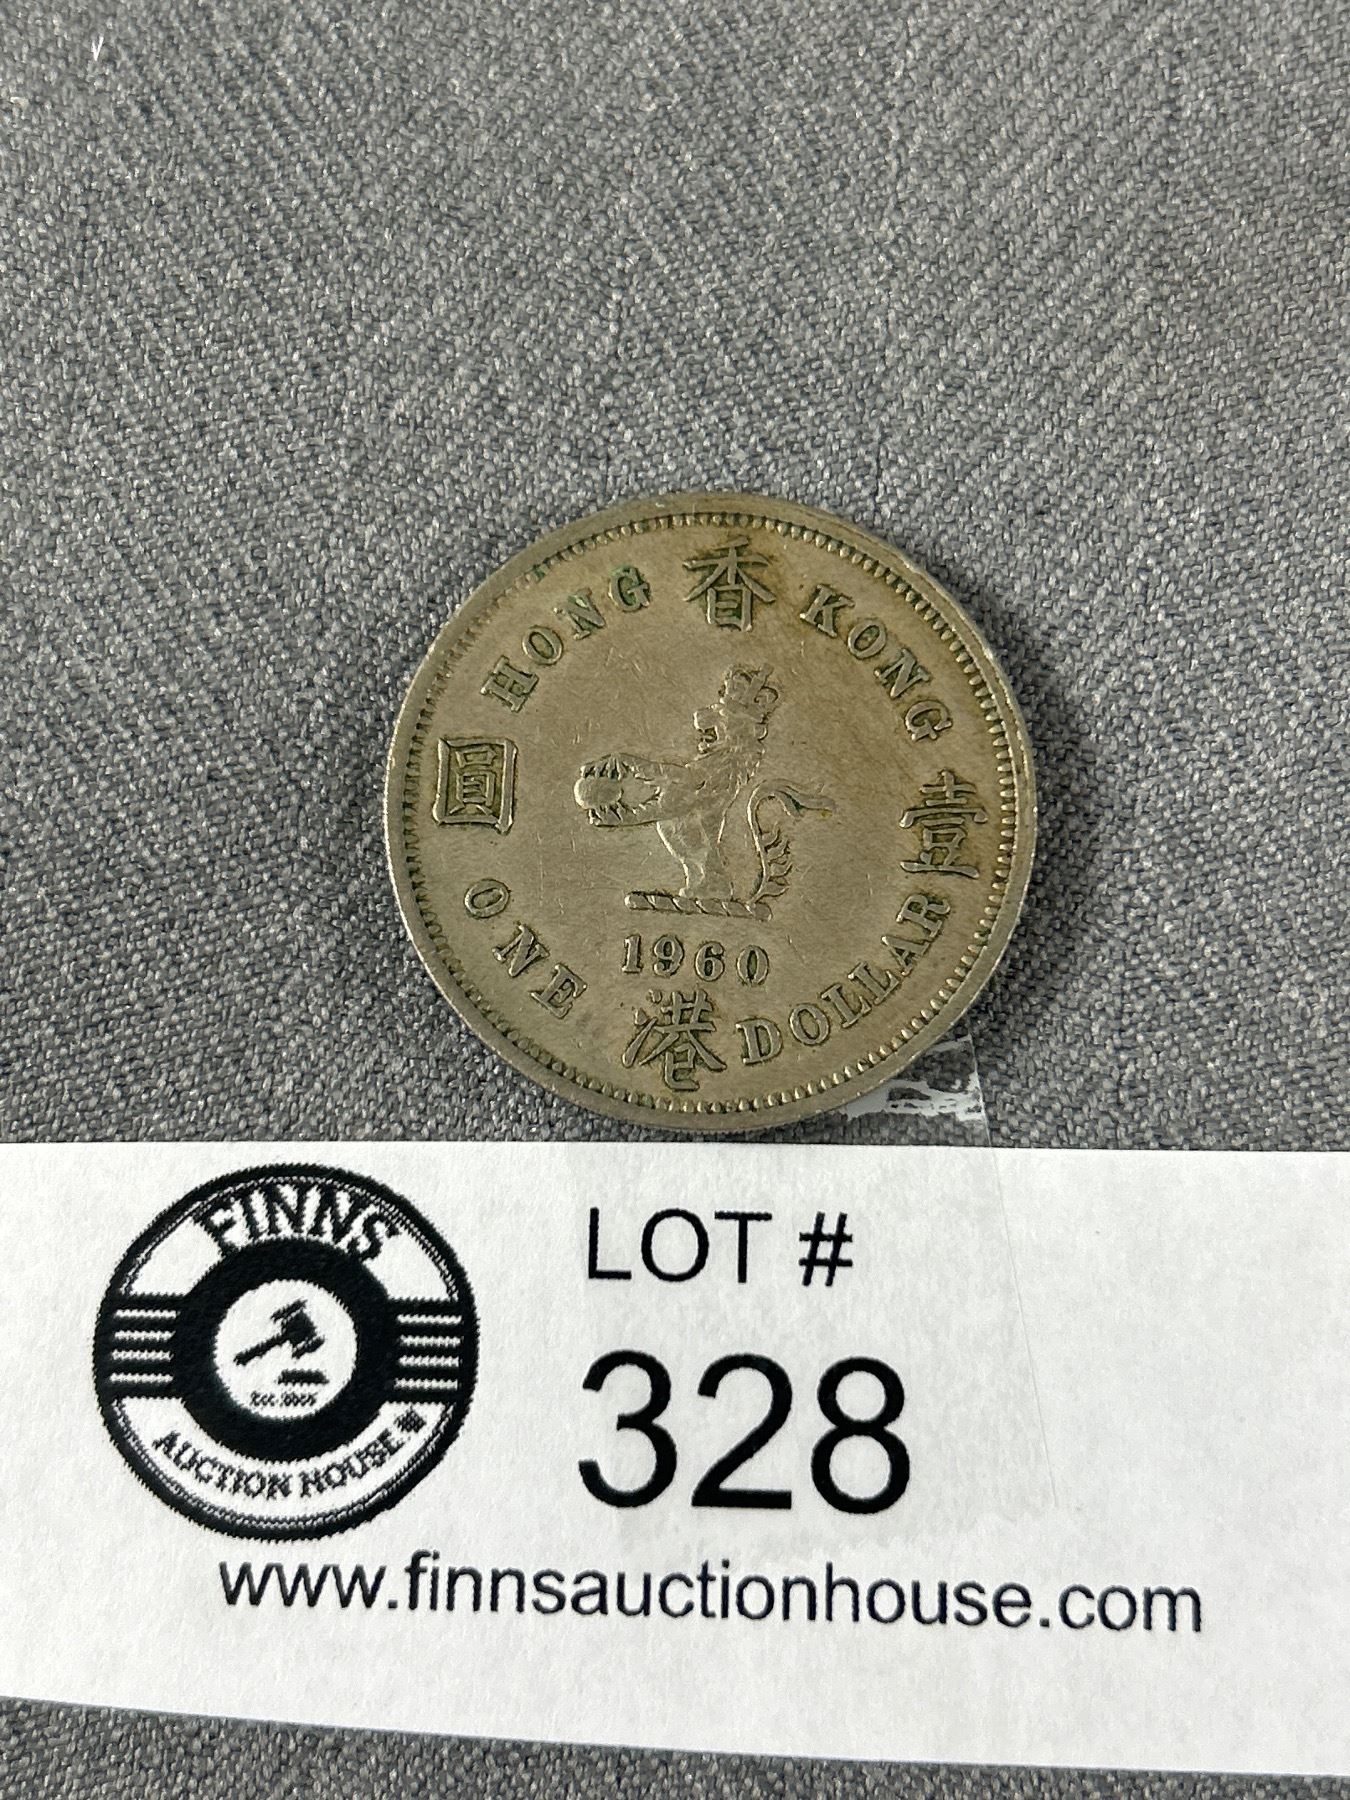 HONG 香 KONG
圓 壹
1960
ONE 港 DOLLAR
FINNS
AUCTION HOUSE
LOT #
328
www.finnsauctionhouse.com